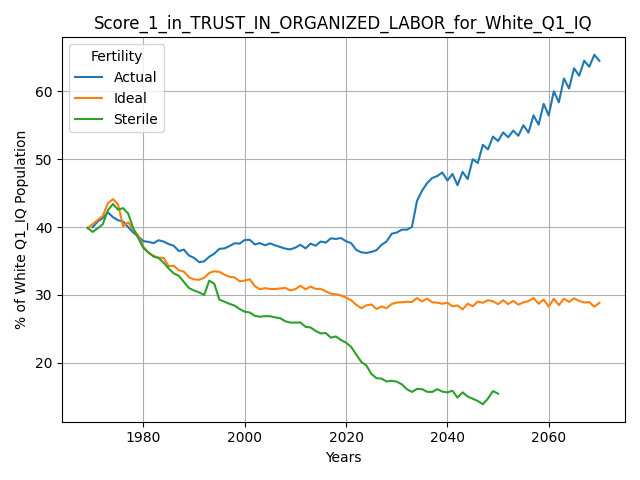 Score_1_in_TRUST_IN_ORGANIZED_LABOR_for_White_Q1_IQ
Fertility
Actual
Ideal
Sterile
% of White Q1_IQ Population
60
50
40
30
20
1980
2000
2020
2040
2060
Years